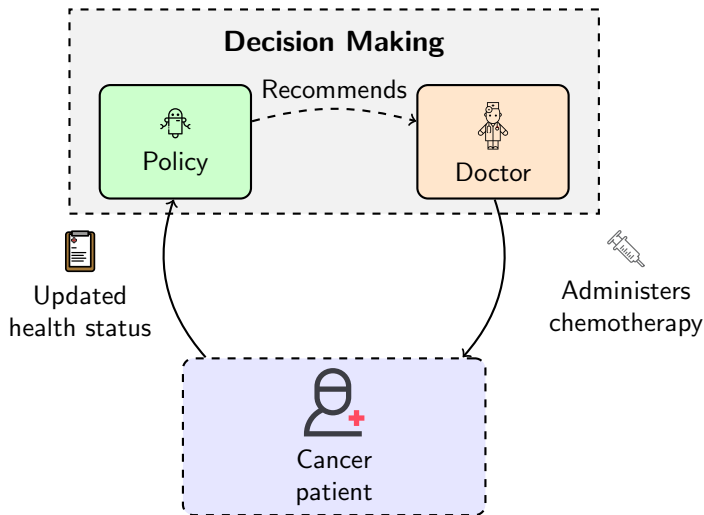 Decision Making
Recommends
Policy
Doctor
Updated
health status
Administers
chemotherapy
Cancer
patient